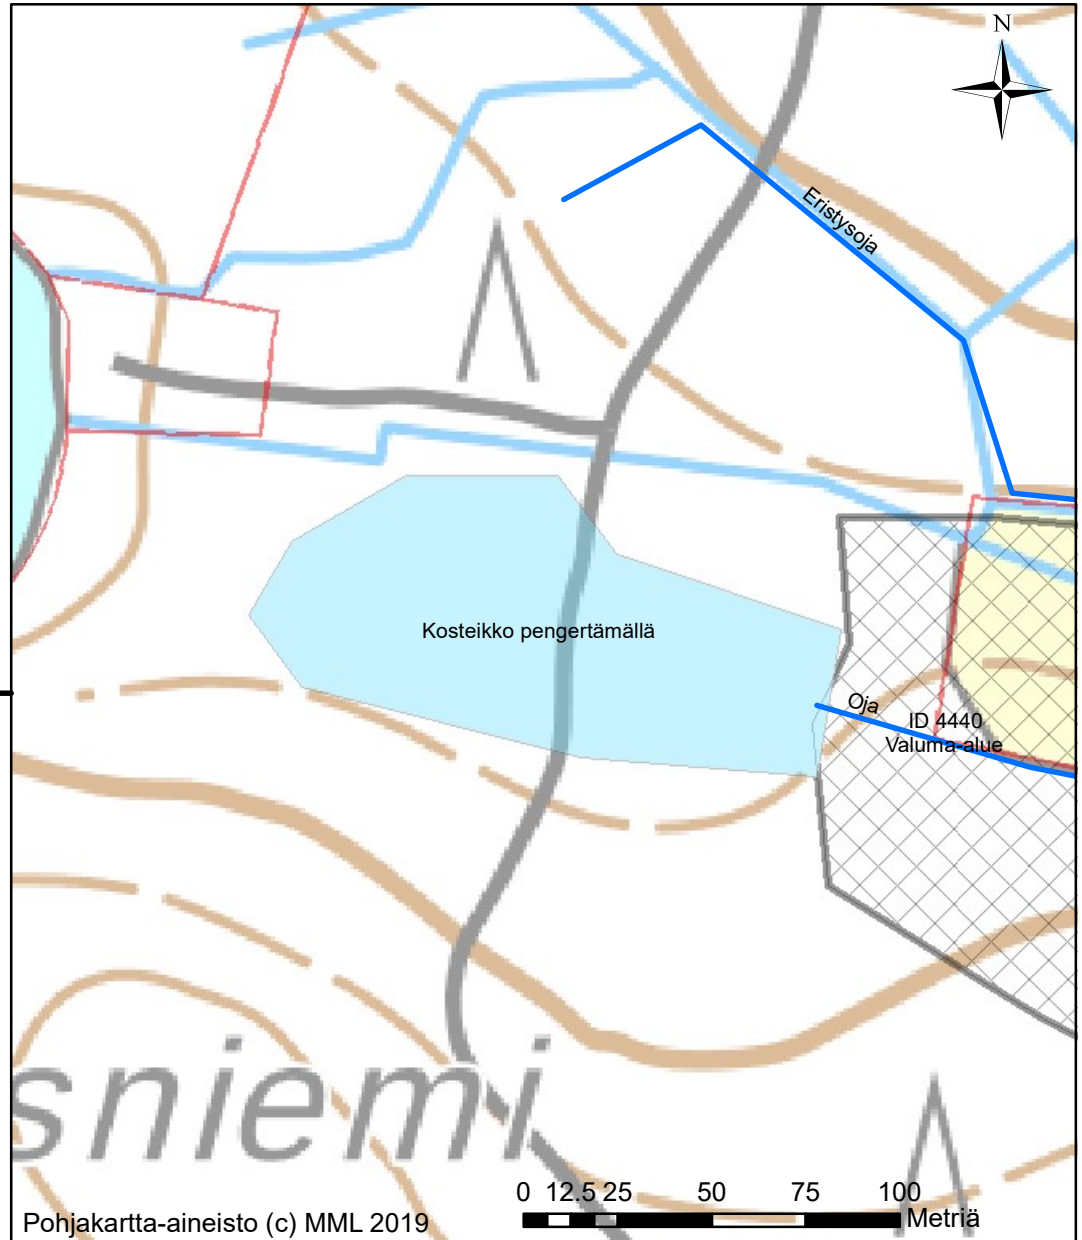 N
Eristysoja
Kosteikko pengertämällä
Oja
ID 4440
Valuma-alue
sniemi
0 12.5 25 50 75 100
Metriä
Pohjakartta-aineisto (c) MML 2019